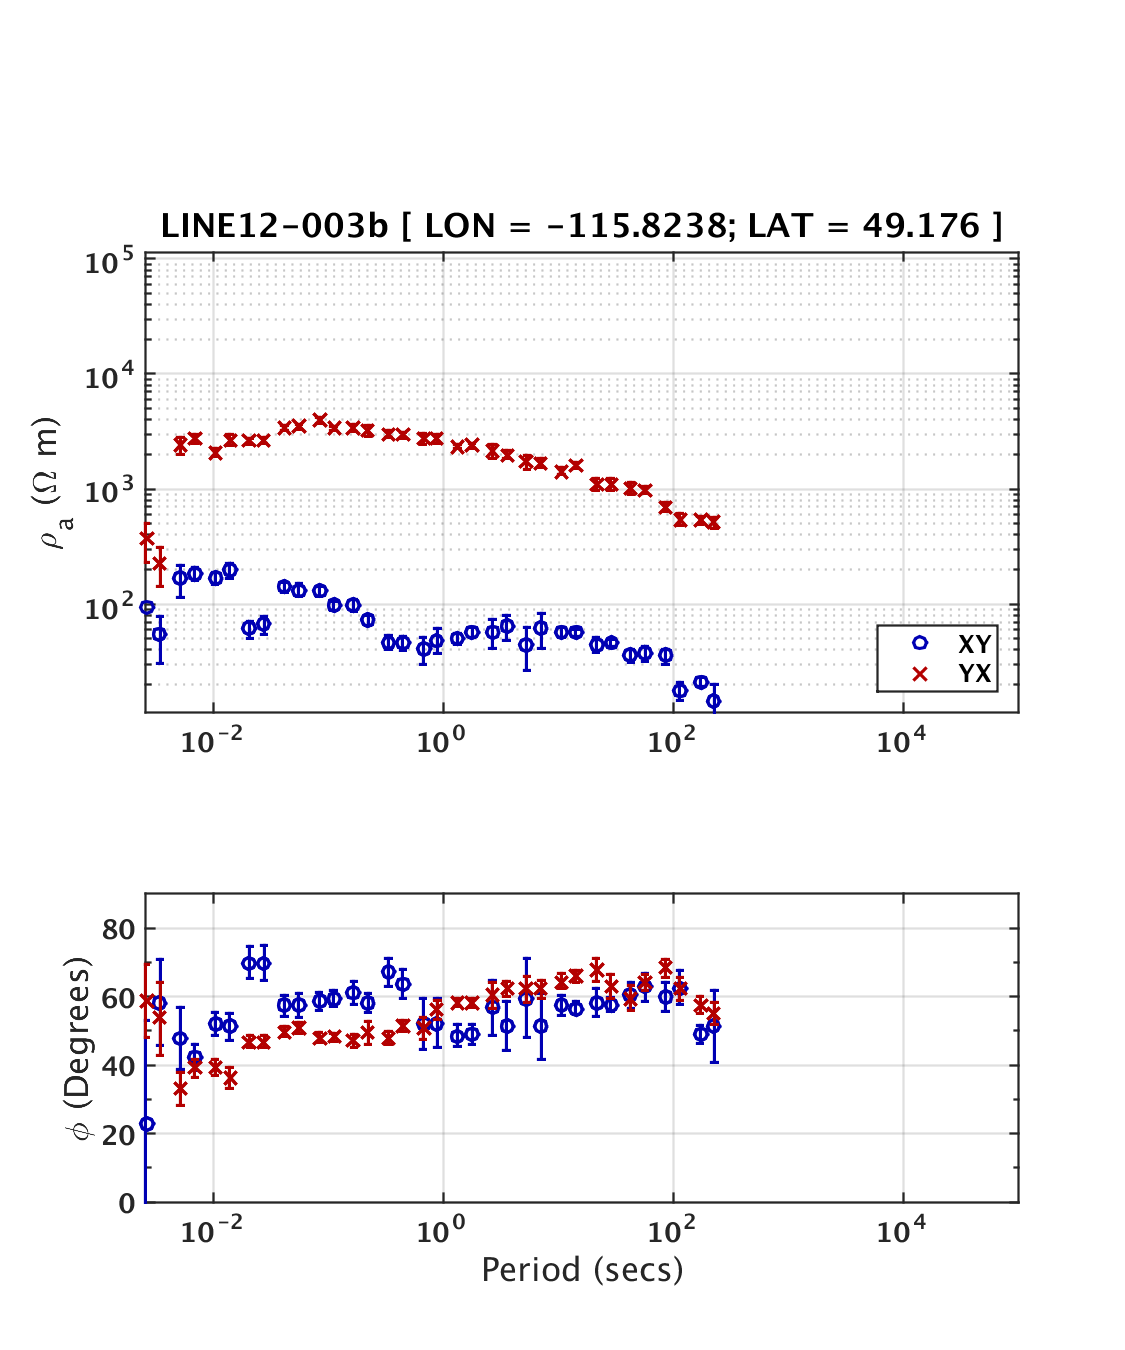 LINE12-003b [ LON = -115.8238; LAT = 49.176 ]
10^5
10^4
10^3
10^2
ρ_a (Ω m)
XY
YX
10^-2 10^0 10^2 10^4
80
60
40
20
0
ϕ (Degrees)
10^-2 10^0 10^2 10^4
Period (secs)